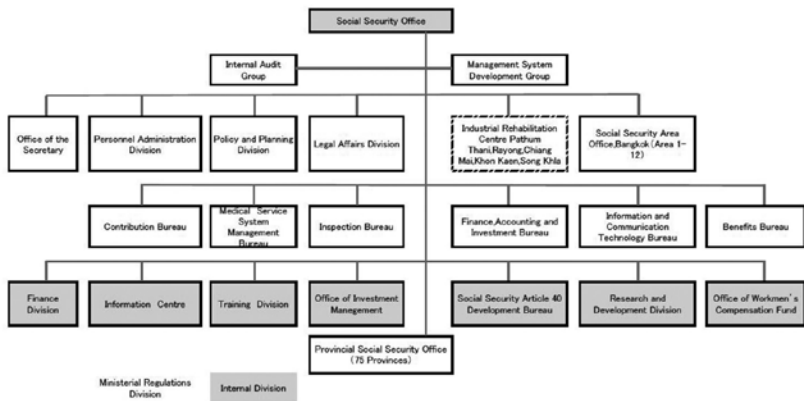 Social Security Office
Internal Audit
Group
Management System
Development Group
Office of the
Secretary
Personnel Administration
Division
Policy and Planning
Division
Legal Affairs Division
Industrial Rehabilitation
Centre Pathum
Thani,Rayong,Chiang
Mai,Khon Kaen,Song Khla
Social Security Area
Office,Bangkok(Area 1-
12)
Contribution Bureau
Medical Service
System
Management
Bureau
Inspection Bureau
Finance,Accounting and
Investment Bureau
Information and
Communication
Technology Bureau
Benefits Bureau
Finance
Division
Information Centre
Training Division
Office of Investment
Management
Social Security Article 40
Development Bureau
Research and
Development Division
Office of Workmen's
Compensation Fund
Provincial Social Security Office
(75 Provinces)
Ministerial Regulations
Division
Internal Division